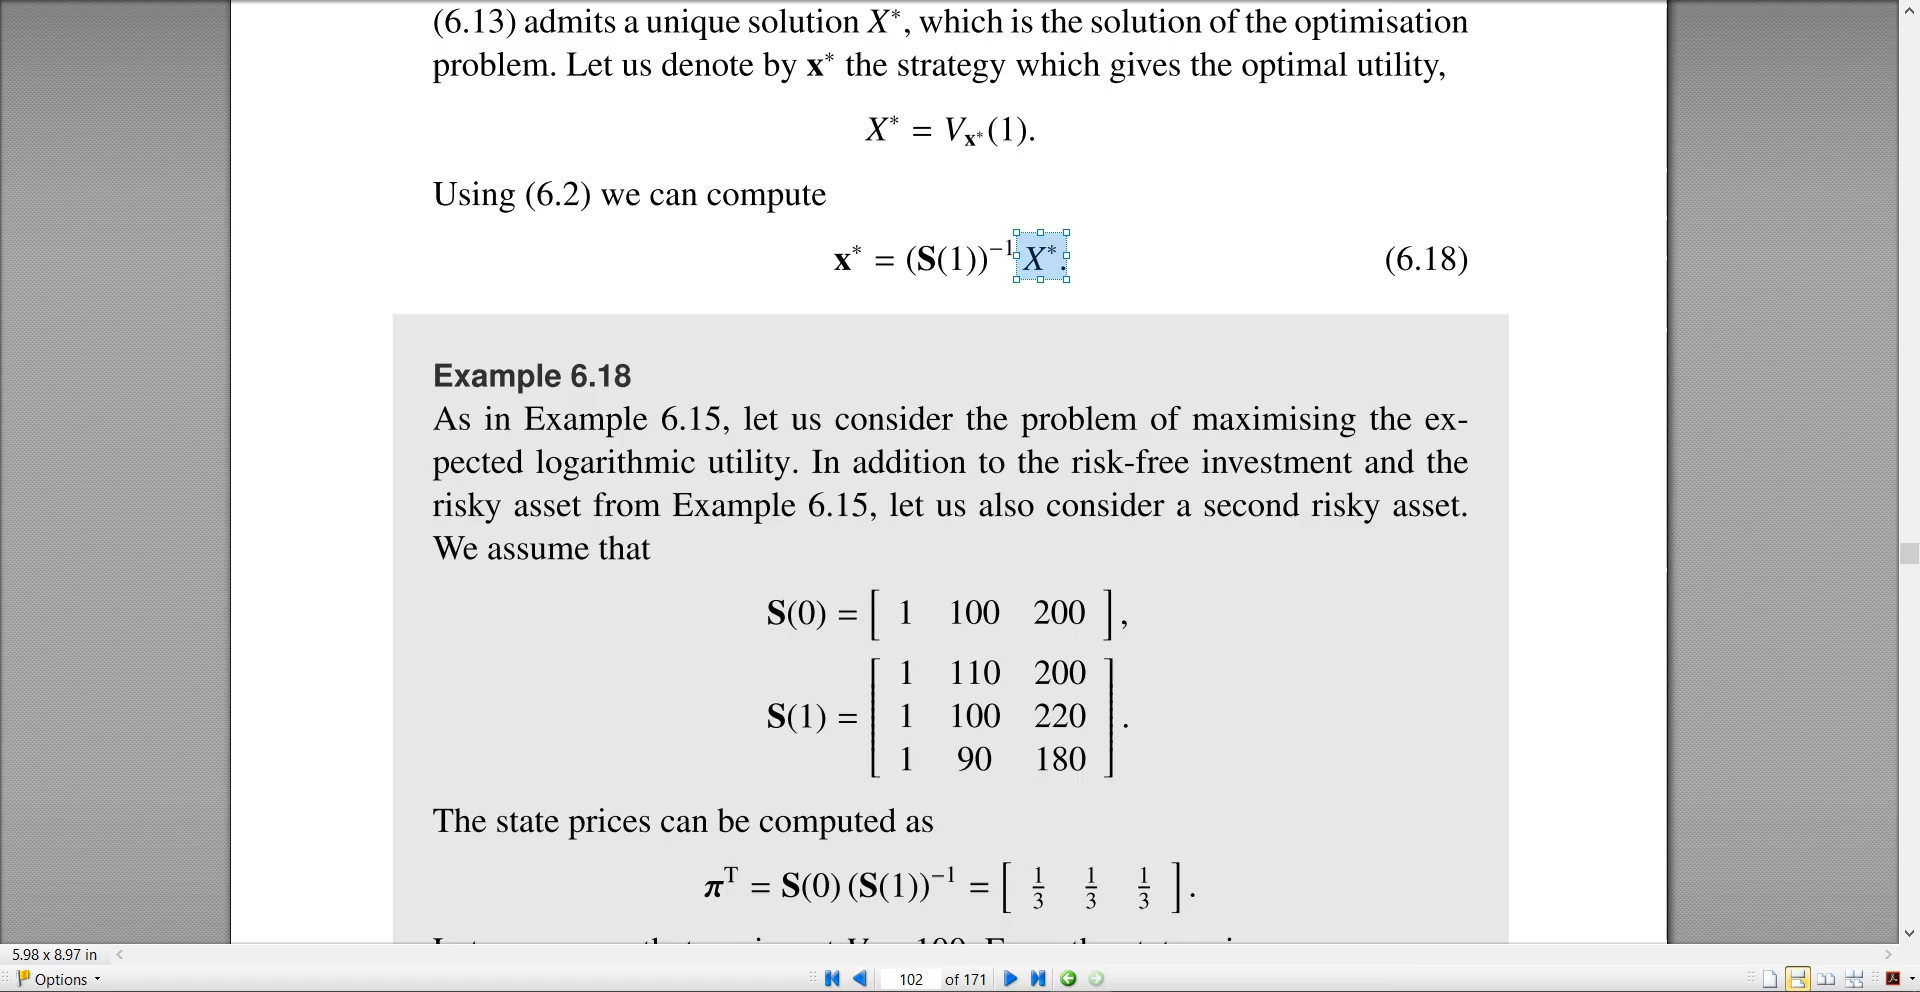 (6.13) admits a unique solution X*, which is the solution of the optimisation
problem. Let us denote by x* the strategy which gives the optimal utility,
X* = Vx*(1).
Using (6.2) we can compute
x* = (S(1))⁻¹ X*. (6.18)
Example 6.18
As in Example 6.15, let us consider the problem of maximising the ex-
pected logarithmic utility. In addition to the risk-free investment and the
risky asset from Example 6.15, let us also consider a second risky asset.
We assume that
S(0) = [ 1 100 200 ],
1 110 200
S(1) = [ 1 100 220 ].
1 90 180
The state prices can be computed as
πᵀ = S(0) (S(1))⁻¹ = [ 1/3 1/3 1/3 ].
5.98 x 8.97 in
Options
102 of 171